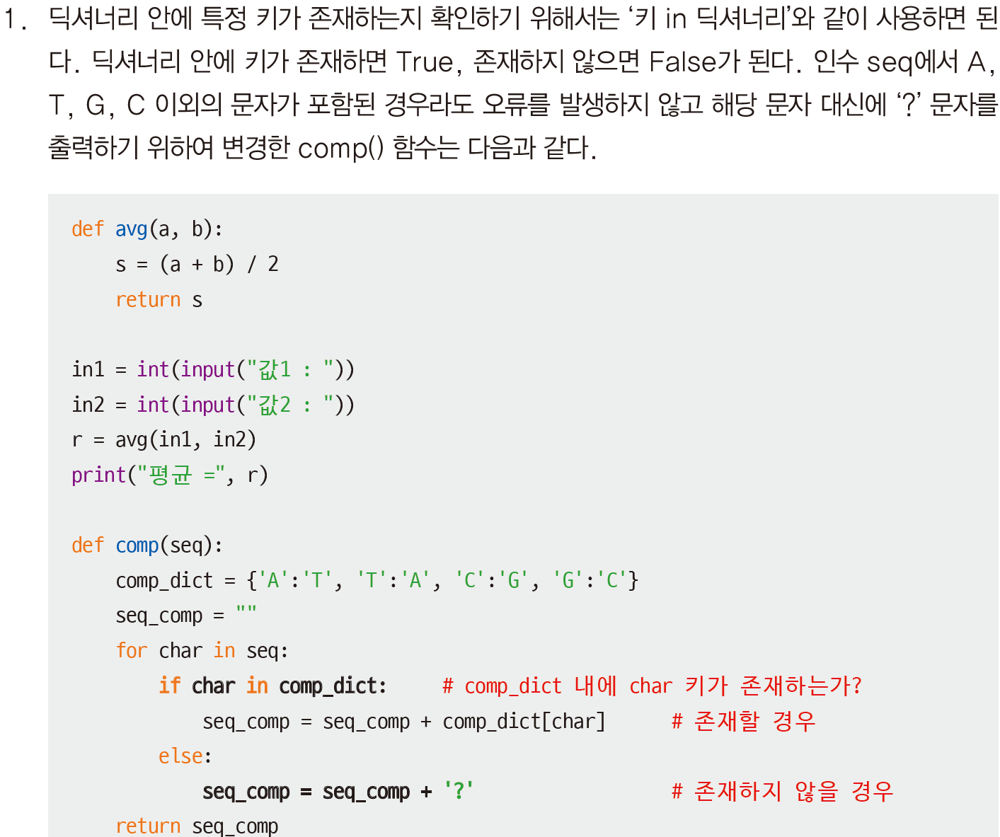 1. 딕셔너리 안에 특정 키가 존재하는지 확인하기 위해서는 ‘키 in 딕셔너리’와 같이 사용하면 된
다. 딕셔너리 안에 키가 존재하면 True, 존재하지 않으면 False가 된다. 인수 seq에서 A,
T, G, C 이외의 문자가 포함된 경우라도 오류를 발생하지 않고 해당 문자 대신에 ‘?’ 문자를
출력하기 위하여 변경한 comp() 함수는 다음과 같다.
def avg(a, b):
    s = (a + b) / 2
    return s
in1 = int(input("값1 : "))
in2 = int(input("값2 : "))
r = avg(in1, in2)
print("평균 =", r)
def comp(seq):
    comp_dict = {'A':'T', 'T':'A', 'C':'G', 'G':'C'}
    seq_comp = ""
    for char in seq:
        if char in comp_dict:     # comp_dict 내에 char 키가 존재하는가?
            seq_comp = seq_comp + comp_dict[char]      # 존재할 경우
        else:
            seq_comp = seq_comp + '?'                  # 존재하지 않을 경우
    return seq_comp